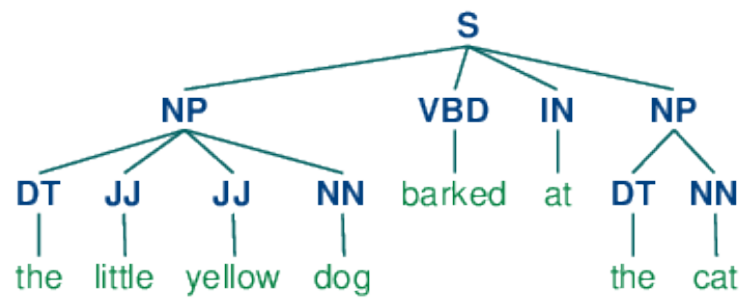 S
NP VBD IN NP
DT JJ JJ NN barked at DT NN
the little yellow dog the cat